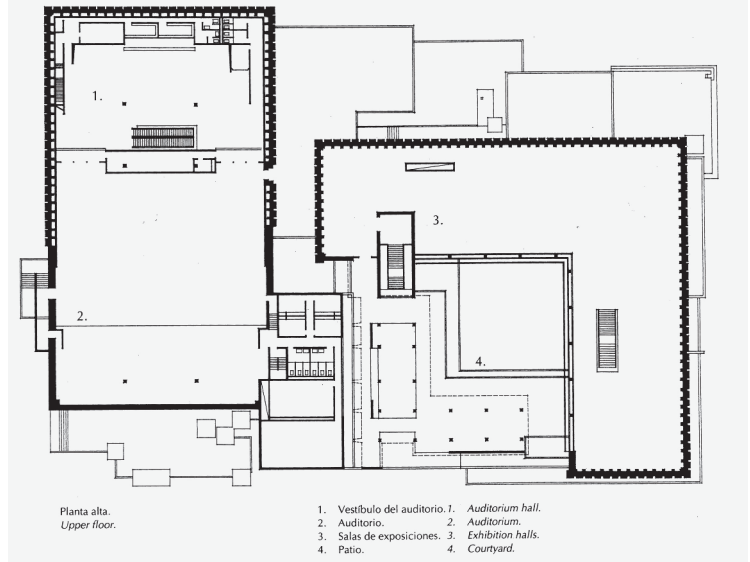 1.
3.
2.
4.
Planta alta.
Upper floor.
1. Vestíbulo del auditorio. 1. Auditorium hall.
2. Auditorio. 2. Auditorium.
3. Salas de exposiciones. 3. Exhibition halls.
4. Patio. 4. Courtyard.